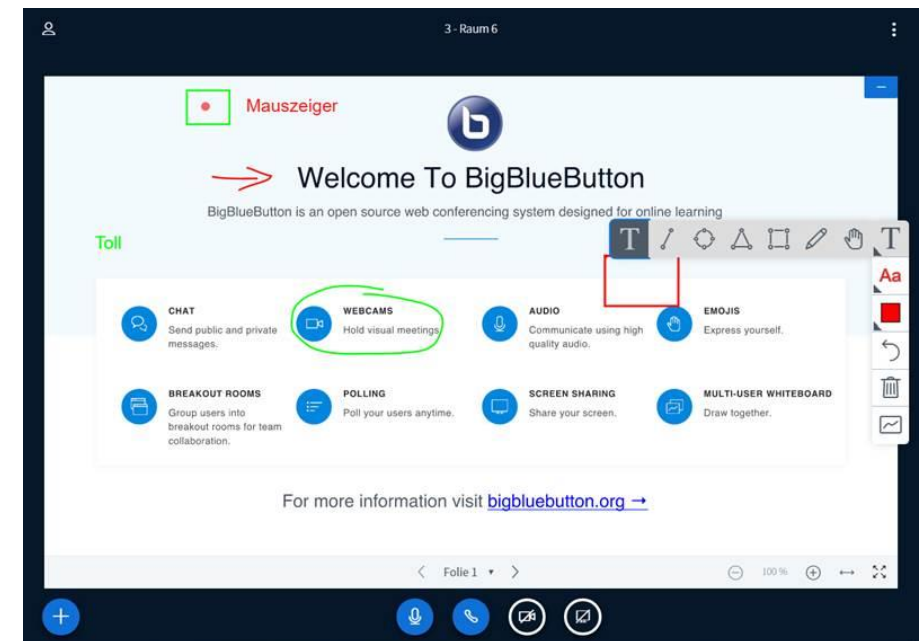 3 - Raum 6
Mauszeiger
Welcome To BigBlueButton
BigBlueButton is an open source web conferencing system designed for online learning
Toll
T
T
Aa
CHAT
Send public and private
messages.
WEBCAMS
Hold visual meetings
AUDIO
Communicate using high
quality audio.
EMOJIS
Express yourself.
BREAKOUT ROOMS
Group users into
breakout rooms for team
collaboration.
POLLING
Poll your users anytime.
SCREEN SHARING
Share your screen.
MULTI-USER WHITEBOARD
Draw together.
For more information visit bigbluebutton.org →
Folie 1
100 %